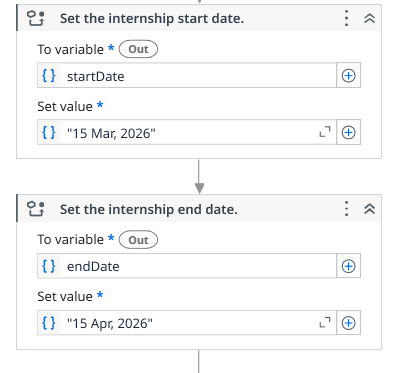 Set the internship start date.
To variable * Out
startDate
Set value *
"15 Mar, 2026"
Set the internship end date.
To variable * Out
endDate
Set value *
"15 Apr, 2026"